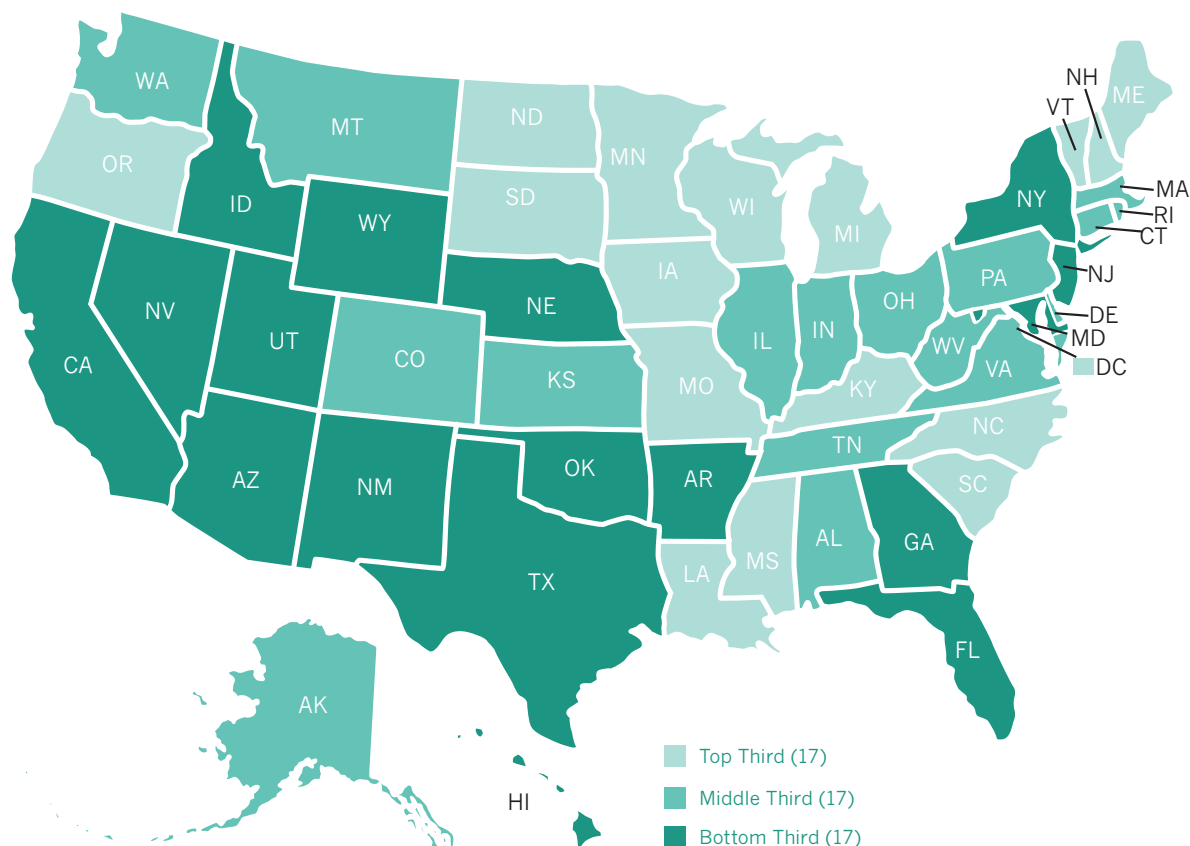 NH
ME
WA
VT
ND
MT
MN
OR
MA
SD
NY
ID
WI
RI
WY
MI
CT
IA
NJ
PA
NE
OH
NV
DE
IN
MD
UT
IL
WV
CO
DC
CA
VA
KS
MO
KY
NC
TN
OK
AR
AZ
SC
NM
AL
GA
MS
LA
TX
FL
AK
Top Third (17)
HI
Middle Third (17)
Bottom Third (17)